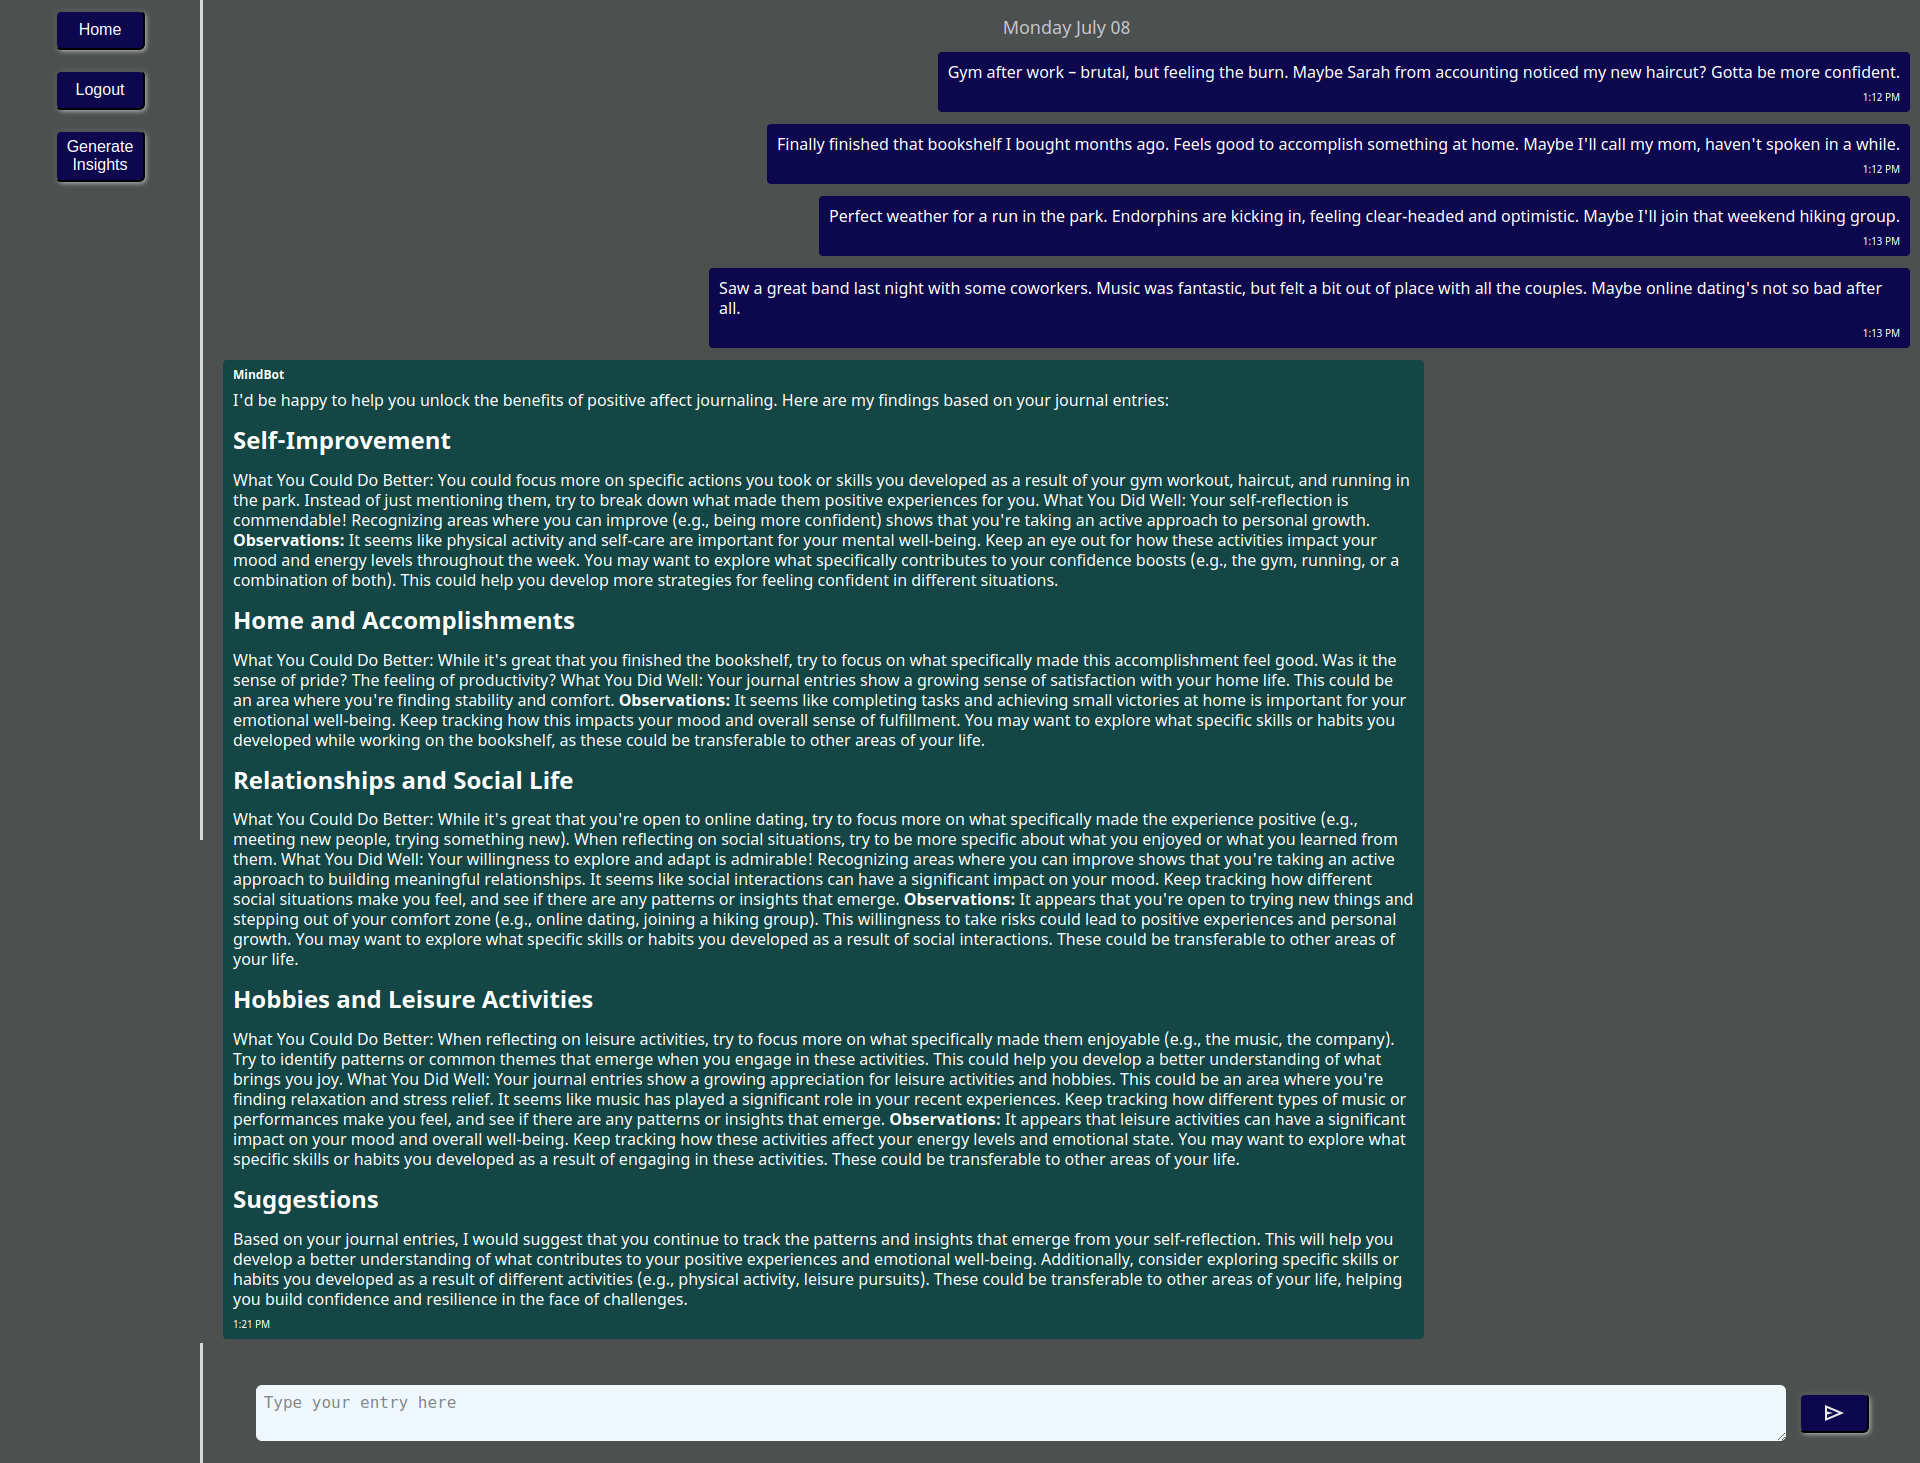 Home
Logout
Generate
Insights
Monday July 08
Gym after work – brutal, but feeling the burn. Maybe Sarah from accounting noticed my new haircut? Gotta be more confident.
1:12 PM
Finally finished that bookshelf I bought months ago. Feels good to accomplish something at home. Maybe I'll call my mom, haven't spoken in a while.
1:12 PM
Perfect weather for a run in the park. Endorphins are kicking in, feeling clear-headed and optimistic. Maybe I'll join that weekend hiking group.
1:13 PM
Saw a great band last night with some coworkers. Music was fantastic, but felt a bit out of place with all the couples. Maybe online dating's not so bad after
all.
1:13 PM
MindBot
I'd be happy to help you unlock the benefits of positive affect journaling. Here are my findings based on your journal entries:
Self-Improvement
What You Could Do Better: You could focus more on specific actions you took or skills you developed as a result of your gym workout, haircut, and running in
the park. Instead of just mentioning them, try to break down what made them positive experiences for you. What You Did Well: Your self-reflection is
commendable! Recognizing areas where you can improve (e.g., being more confident) shows that you're taking an active approach to personal growth.
Observations: It seems like physical activity and self-care are important for your mental well-being. Keep an eye out for how these activities impact your
mood and energy levels throughout the week. You may want to explore what specifically contributes to your confidence boosts (e.g., the gym, running, or a
combination of both). This could help you develop more strategies for feeling confident in different situations.
Home and Accomplishments
What You Could Do Better: While it's great that you finished the bookshelf, try to focus on what specifically made this accomplishment feel good. Was it the
sense of pride? The feeling of productivity? What You Did Well: Your journal entries show a growing sense of satisfaction with your home life. This could be
an area where you're finding stability and comfort. Observations: It seems like completing tasks and achieving small victories at home is important for your
emotional well-being. Keep tracking how this impacts your mood and overall sense of fulfillment. You may want to explore what specific skills or habits you
developed while working on the bookshelf, as these could be transferable to other areas of your life.
Relationships and Social Life
What You Could Do Better: While it's great that you're open to online dating, try to focus more on what specifically made the experience positive (e.g.,
meeting new people, trying something new). When reflecting on social situations, try to be more specific about what you enjoyed or what you learned from
them. What You Did Well: Your willingness to explore and adapt is admirable! Recognizing areas where you can improve shows that you're taking an active
approach to building meaningful relationships. It seems like social interactions can have a significant impact on your mood. Keep tracking how different
social situations make you feel, and see if there are any patterns or insights that emerge. Observations: It appears that you're open to trying new things and
stepping out of your comfort zone (e.g., online dating, joining a hiking group). This willingness to take risks could lead to positive experiences and personal
growth. You may want to explore what specific skills or habits you developed as a result of social interactions. These could be transferable to other areas of
your life.
Hobbies and Leisure Activities
What You Could Do Better: When reflecting on leisure activities, try to focus more on what specifically made them enjoyable (e.g., the music, the company).
Try to identify patterns or common themes that emerge when you engage in these activities. This could help you develop a better understanding of what
brings you joy. What You Did Well: Your journal entries show a growing appreciation for leisure activities and hobbies. This could be an area where you're
finding relaxation and stress relief. It seems like music has played a significant role in your recent experiences. Keep tracking how different types of music or
performances make you feel, and see if there are any patterns or insights that emerge. Observations: It appears that leisure activities can have a significant
impact on your mood and overall well-being. Keep tracking how these activities affect your energy levels and emotional state. You may want to explore what
specific skills or habits you developed as a result of engaging in these activities. These could be transferable to other areas of your life.
Suggestions
Based on your journal entries, I would suggest that you continue to track the patterns and insights that emerge from your self-reflection. This will help you
develop a better understanding of what contributes to your positive experiences and emotional well-being. Additionally, consider exploring specific skills or
habits you developed as a result of different activities (e.g., physical activity, leisure pursuits). These could be transferable to other areas of your life, helping
you build confidence and resilience in the face of challenges.
1:21 PM
Type your entry here